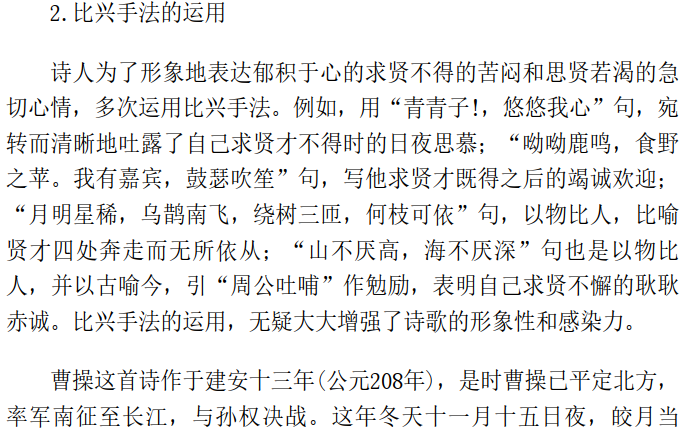 2.比兴手法的运用
诗人为了形象地表达郁积于心的求贤不得的苦闷和思贤若渴的急
切心情，多次运用比兴手法。例如，用“青青子!，悠悠我心”句，宛
转而清晰地吐露了自己求贤才不得时的日夜思慕；“呦呦鹿鸣，食野
之苹。我有嘉宾，鼓瑟吹笙”句，写他求贤才既得之后的竭诚欢迎；
“月明星稀，乌鹊南飞，绕树三匝，何枝可依”句，以物比人，比喻
贤才四处奔走而无所依从；“山不厌高，海不厌深”句也是以物比
人，并以古喻今，引“周公吐哺”作勉励，表明自己求贤不懈的耿耿
赤诚。比兴手法的运用，无疑大大增强了诗歌的形象性和感染力。
曹操这首诗作于建安十三年(公元208年)，是时曹操已平定北方，
率军南征至长江，与孙权决战。这年冬天十一月十五日夜，皎月当